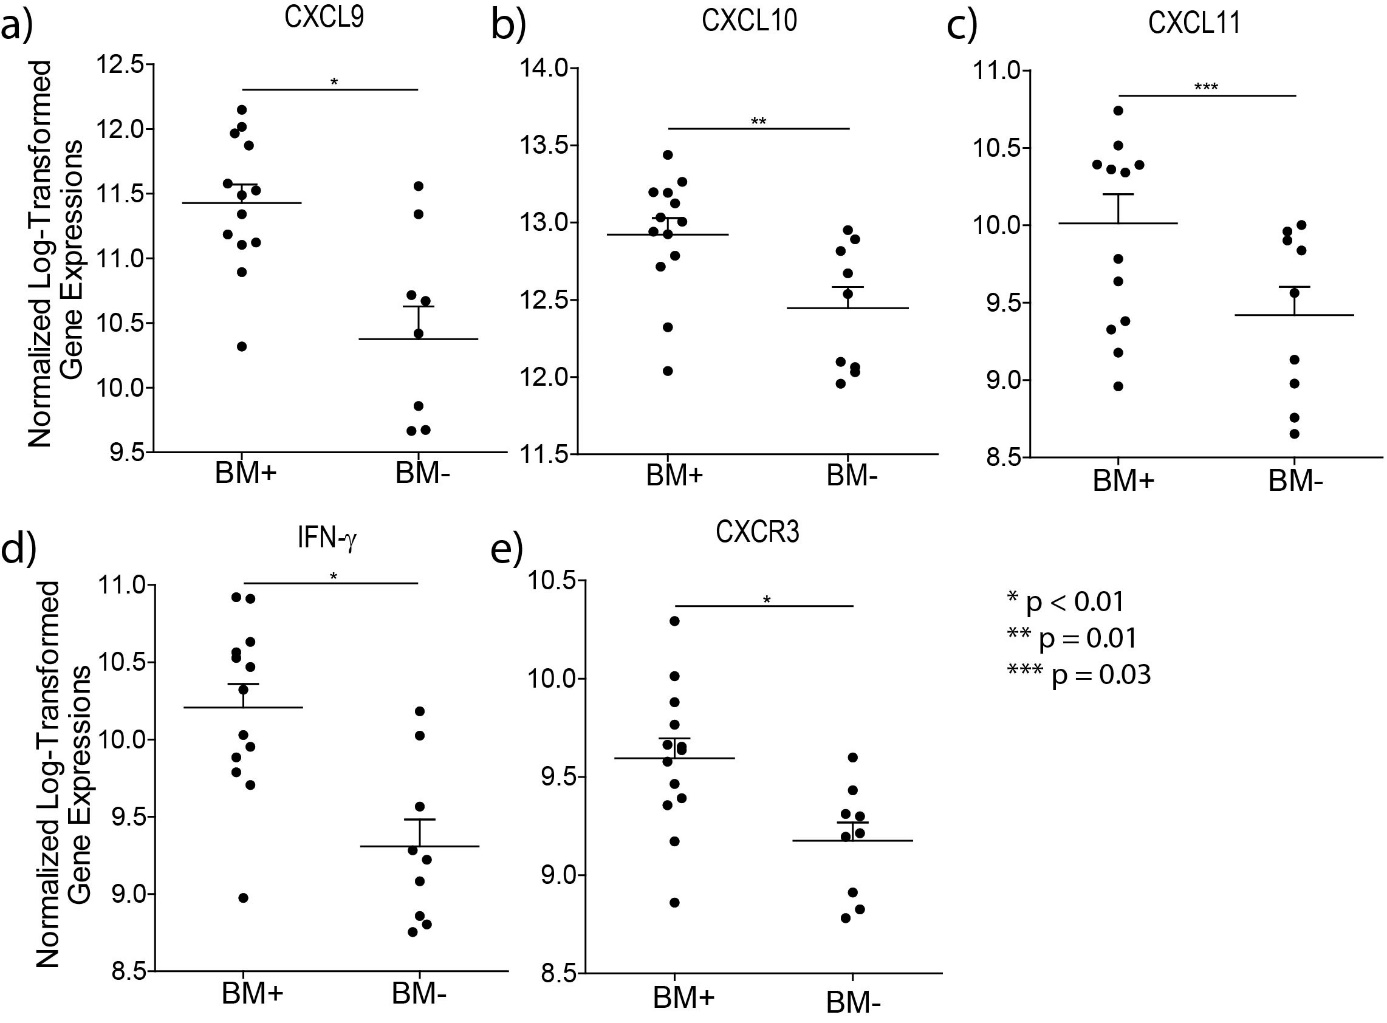 a)
CXCL9
Normalized Log-Transformed
Gene Expressions
12.5
12.0
11.5
11.0
10.5
10.0
9.5
*
BM+
BM-
b)
CXCL10
14.0
13.5
13.0
12.5
12.0
11.5
**
BM+
BM-
c)
CXCL11
11.0
10.5
10.0
9.5
9.0
8.5
***
BM+
BM-
d)
IFN-γ
Normalized Log-Transformed
Gene Expressions
11.0
10.5
10.0
9.5
9.0
8.5
*
BM+
BM-
e)
CXCR3
10.5
10.0
9.5
9.0
8.5
*
BM+
BM-
* p < 0.01
** p = 0.01
*** p = 0.03